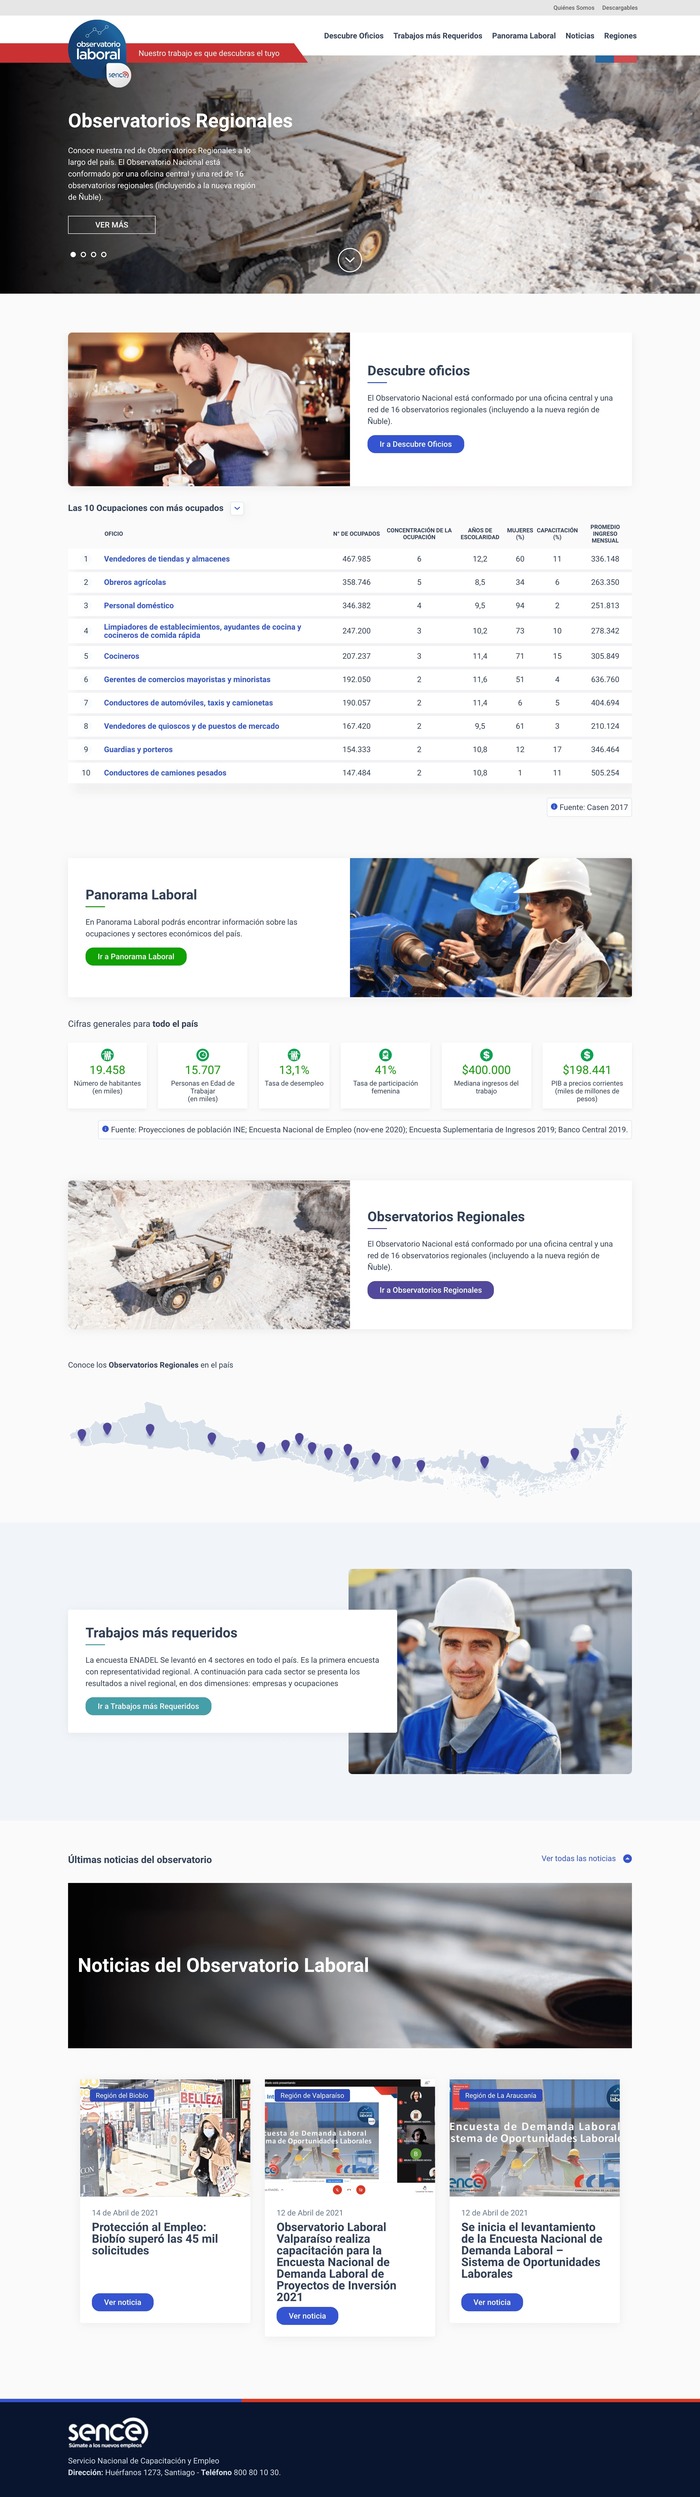 Quiénes Somos Descargables
observatorio
laboral
sence
Nuestro trabajo es que descubras el tuyo
Descubre Oficios Trabajos más Requeridos Panorama Laboral Noticias Regiones
Observatorios Regionales
Conoce nuestra red de Observatorios Regionales a lo
largo del país. El Observatorio Nacional está
conformado por una oficina central y una red de 16
observatorios regionales (incluyendo a la nueva región
de Ñuble).
VER MÁS
Descubre oficios
El Observatorio Nacional está conformado por una oficina central y una
red de 16 observatorios regionales (incluyendo a la nueva región de
Ñuble).
Ir a Descubre Oficios
Las 10 Ocupaciones con más ocupados
OFICIO N° DE OCUPADOS CONCENTRACIÓN DE LA OCUPACIÓN AÑOS DE ESCOLARIDAD MUJERES (%) CAPACITACIÓN (%) PROMEDIO INGRESO MENSUAL
1 Vendedores de tiendas y almacenes 467.985 6 12,2 60 11 336.148
2 Obreros agrícolas 358.746 5 8,5 34 6 263.350
3 Personal doméstico 346.382 4 9,5 94 2 251.813
4 Limpiadores de establecimientos, ayudantes de cocina y cocineros de comida rápida 247.200 3 10,2 73 10 278.342
5 Cocineros 207.237 3 11,4 71 15 305.849
6 Gerentes de comercios mayoristas y minoristas 192.050 2 11,6 51 4 636.760
7 Conductores de automóviles, taxis y camionetas 190.057 2 11,4 6 5 404.694
8 Vendedores de quioscos y de puestos de mercado 167.420 2 9,5 61 3 210.124
9 Guardias y porteros 154.333 2 10,8 12 17 346.464
10 Conductores de camiones pesados 147.484 2 10,8 1 11 505.254
Fuente: Casen 2017
Panorama Laboral
En Panorama Laboral podrás encontrar información sobre las
ocupaciones y sectores económicos del país.
Ir a Panorama Laboral
Cifras generales para todo el país
19.458
Número de habitantes
(en miles)
15.707
Personas en Edad de
Trabajar
(en miles)
13,1%
Tasa de desempleo
41%
Tasa de participación
femenina
$400.000
Mediana ingresos del
trabajo
$198.441
PIB a precios corrientes
(miles de millones de
pesos)
Fuente: Proyecciones de población INE; Encuesta Nacional de Empleo (nov-ene 2020); Encuesta Suplementaria de Ingresos 2019; Banco Central 2019.
Observatorios Regionales
El Observatorio Nacional está conformado por una oficina central y una
red de 16 observatorios regionales (incluyendo a la nueva región de
Ñuble).
Ir a Observatorios Regionales
Conoce los Observatorios Regionales en el país
Trabajos más requeridos
La encuesta ENADEL Se levantó en 4 sectores en todo el país. Es la primera encuesta
con representatividad regional. A continuación para cada sector se presenta los
resultados a nivel regional, en dos dimensiones: empresas y ocupaciones
Ir a Trabajos más Requeridos
Últimas noticias del observatorio
Ver todas las noticias
Noticias del Observatorio Laboral
Región del Biobío
BELLEZA
14 de Abril de 2021
Protección al Empleo:
Biobío superó las 45 mil
solicitudes
Ver noticia
Región de Valparaíso
cuesta de Demanda Laboral
ma de Oportunidades Laborales
12 de Abril de 2021
Observatorio Laboral
Valparaíso realiza
capacitación para la
Encuesta Nacional de
Demanda Laboral de
Proyectos de Inversión
2021
Ver noticia
Región de La Araucanía
Encuesta de Demanda Laboral
stema de Oportunidades Laborale
ence
cch
12 de Abril de 2021
Se inicia el levantamiento
de la Encuesta Nacional de
Demanda Laboral –
Sistema de Oportunidades
Laborales
Ver noticia
sence
Súmate a los nuevos empleos
Servicio Nacional de Capacitación y Empleo
Dirección: Huérfanos 1273, Santiago - Teléfono 800 80 10 30.